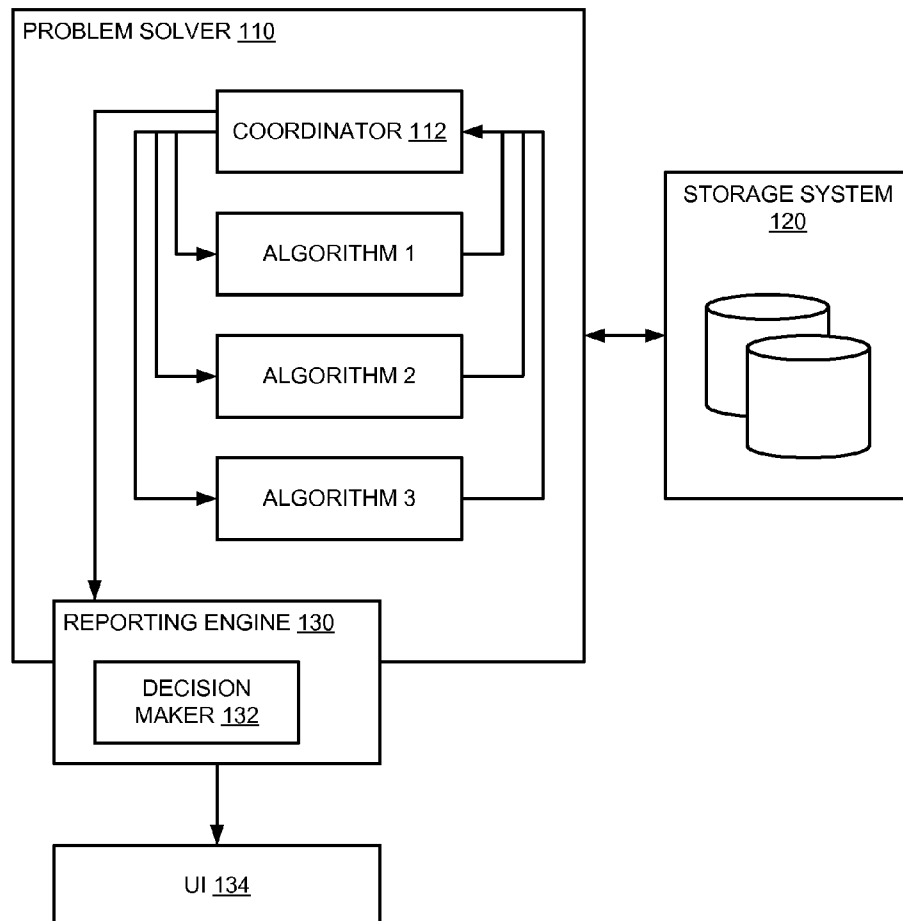 PROBLEM SOLVER 110
COORDINATOR 112
ALGORITHM 1
ALGORITHM 2
ALGORITHM 3
STORAGE SYSTEM
120
REPORTING ENGINE 130
DECISION
MAKER 132
UI 134